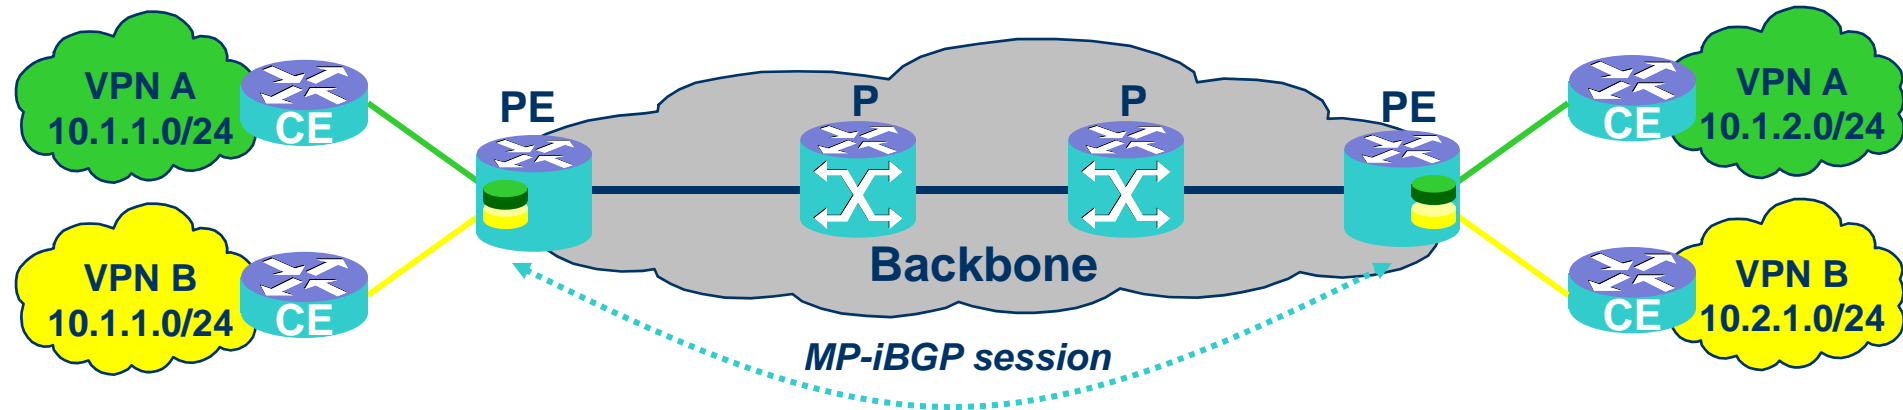 VPN A
10.1.1.0/24
CE
PE
P
P
PE
CE
VPN A
10.1.2.0/24
VPN B
10.1.1.0/24
CE
Backbone
CE
VPN B
10.2.1.0/24
MP-iBGP session